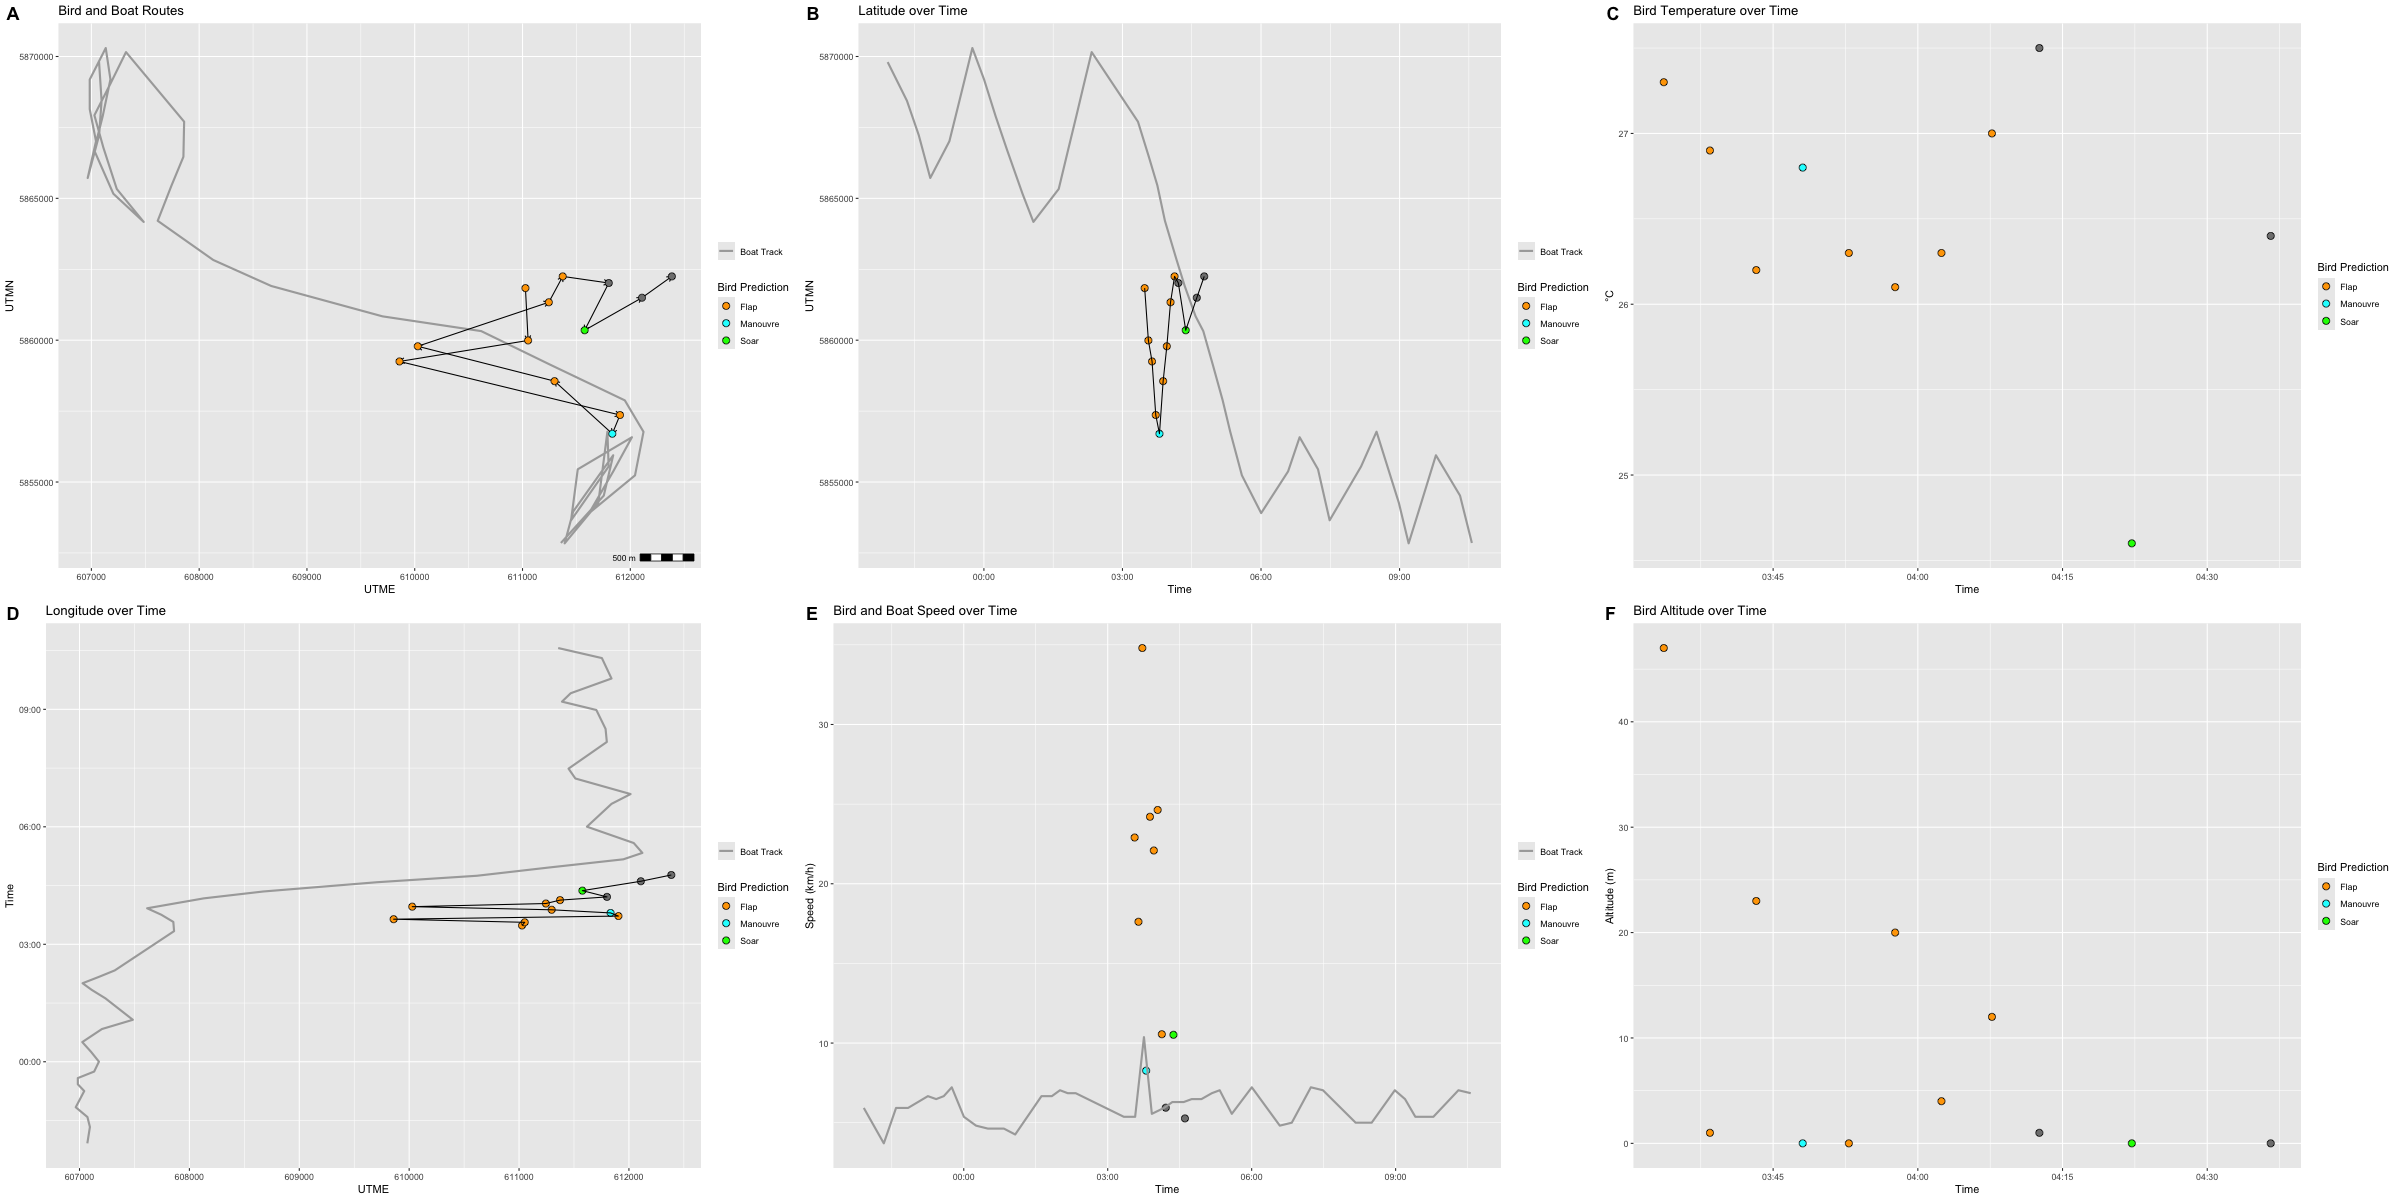 A Bird and Boat Routes
5870000
5865000
5860000
5855000
UTMN
607000 608000 609000 610000 611000 612000
UTME
500 m
Boat Track
Bird Prediction
Flap
Manouvre
Soar
B Latitude over Time
5870000
5865000
5860000
5855000
UTMN
00:00 03:00 06:00 09:00
Time
Boat Track
Bird Prediction
Flap
Manouvre
Soar
C Bird Temperature over Time
27
26
25
°C
03:45 04:00 04:15 04:30
Time
Bird Prediction
Flap
Manouvre
Soar
D Longitude over Time
09:00
06:00
03:00
00:00
Time
607000 608000 609000 610000 611000 612000
UTME
Boat Track
Bird Prediction
Flap
Manouvre
Soar
E Bird and Boat Speed over Time
30
20
10
Speed (km/h)
00:00 03:00 06:00 09:00
Time
Boat Track
Bird Prediction
Flap
Manouvre
Soar
F Bird Altitude over Time
40
30
20
10
0
Altitude (m)
03:45 04:00 04:15 04:30
Time
Bird Prediction
Flap
Manouvre
Soar